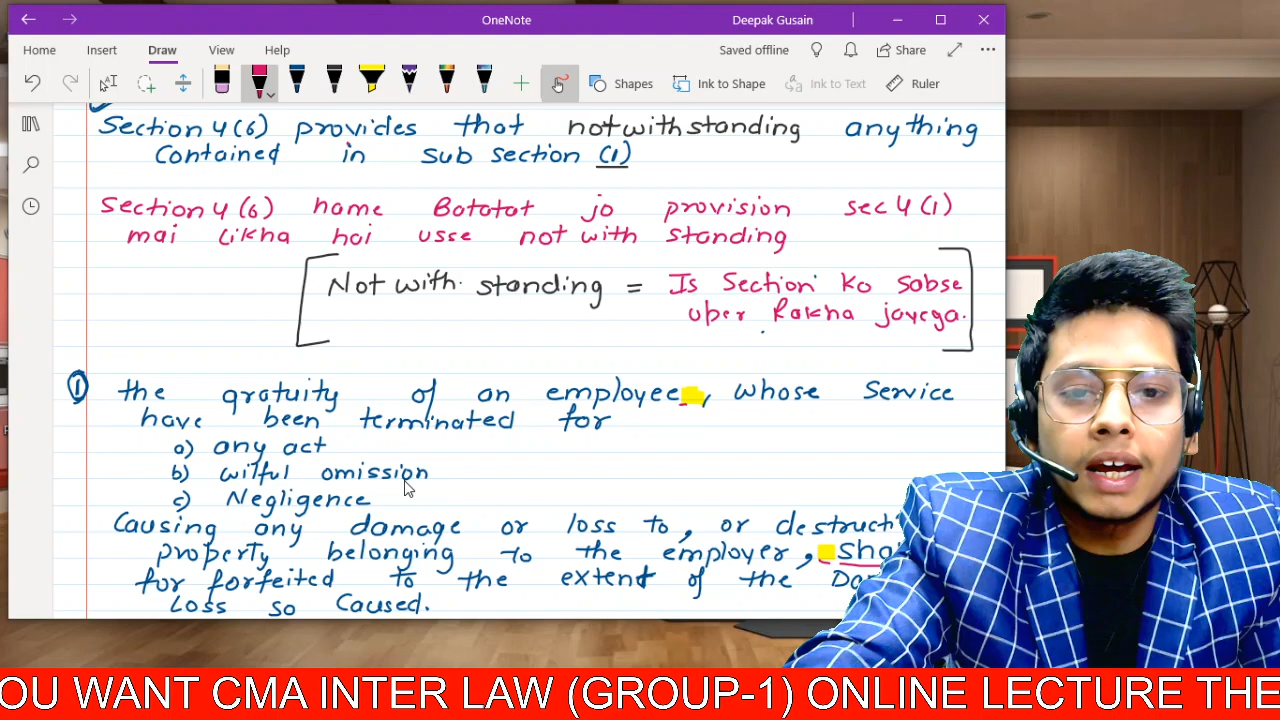 OneNote
Deepak Gusain
Home Insert Draw View Help
Saved offline
Share
Shapes
Ink to Shape
Ink to Text
Ruler
Section 4(6) provides that notwithstanding anything
Contained in sub section (1)
Section 4(6) hame Batatat jo provision sec 4(1)
mai likha hai usse not with standing
Not with standing = Is Section ko sabse
uper Rakha jayega.
① the gratuity of an employee, whose service
have been terminated for
a) any act
b) wilful omission
c) Negligence
Causing any damage or loss to, or destructi
property belonging to the employer, sha
for forfeited to the extent of the Da
Loss so Caused.
OU WANT CMA INTER LAW (GROUP-1) ONLINE LECTURE THE